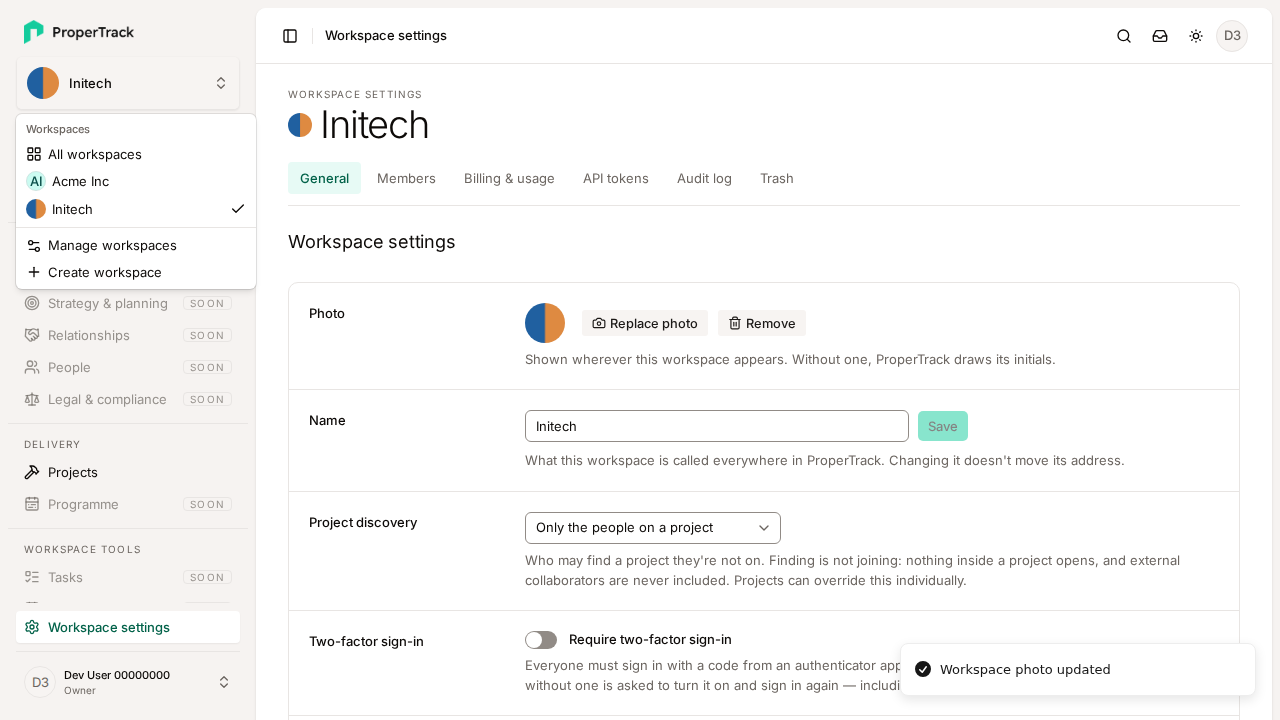 ProperTrack
Initech
Workspaces
All workspaces
AI Acme Inc
Initech
Manage workspaces
Create workspace
Strategy & planning SOON
Relationships SOON
People SOON
Legal & compliance SOON
DELIVERY
Projects
Programme SOON
WORKSPACE TOOLS
Tasks SOON
Workspace settings
D3 Dev User 00000000
Owner
Workspace settings
D3
WORKSPACE SETTINGS
Initech
General Members Billing & usage API tokens Audit log Trash
Workspace settings
Photo
Replace photo Remove
Shown wherever this workspace appears. Without one, ProperTrack draws its initials.
Name
Initech Save
What this workspace is called everywhere in ProperTrack. Changing it doesn't move its address.
Project discovery
Only the people on a project
Who may find a project they're not on. Finding is not joining: nothing inside a project opens, and external
collaborators are never included. Projects can override this individually.
Two-factor sign-in
Require two-factor sign-in
Everyone must sign in with a code from an authenticator app
without one is asked to turn it on and sign in again — includi
Workspace photo updated